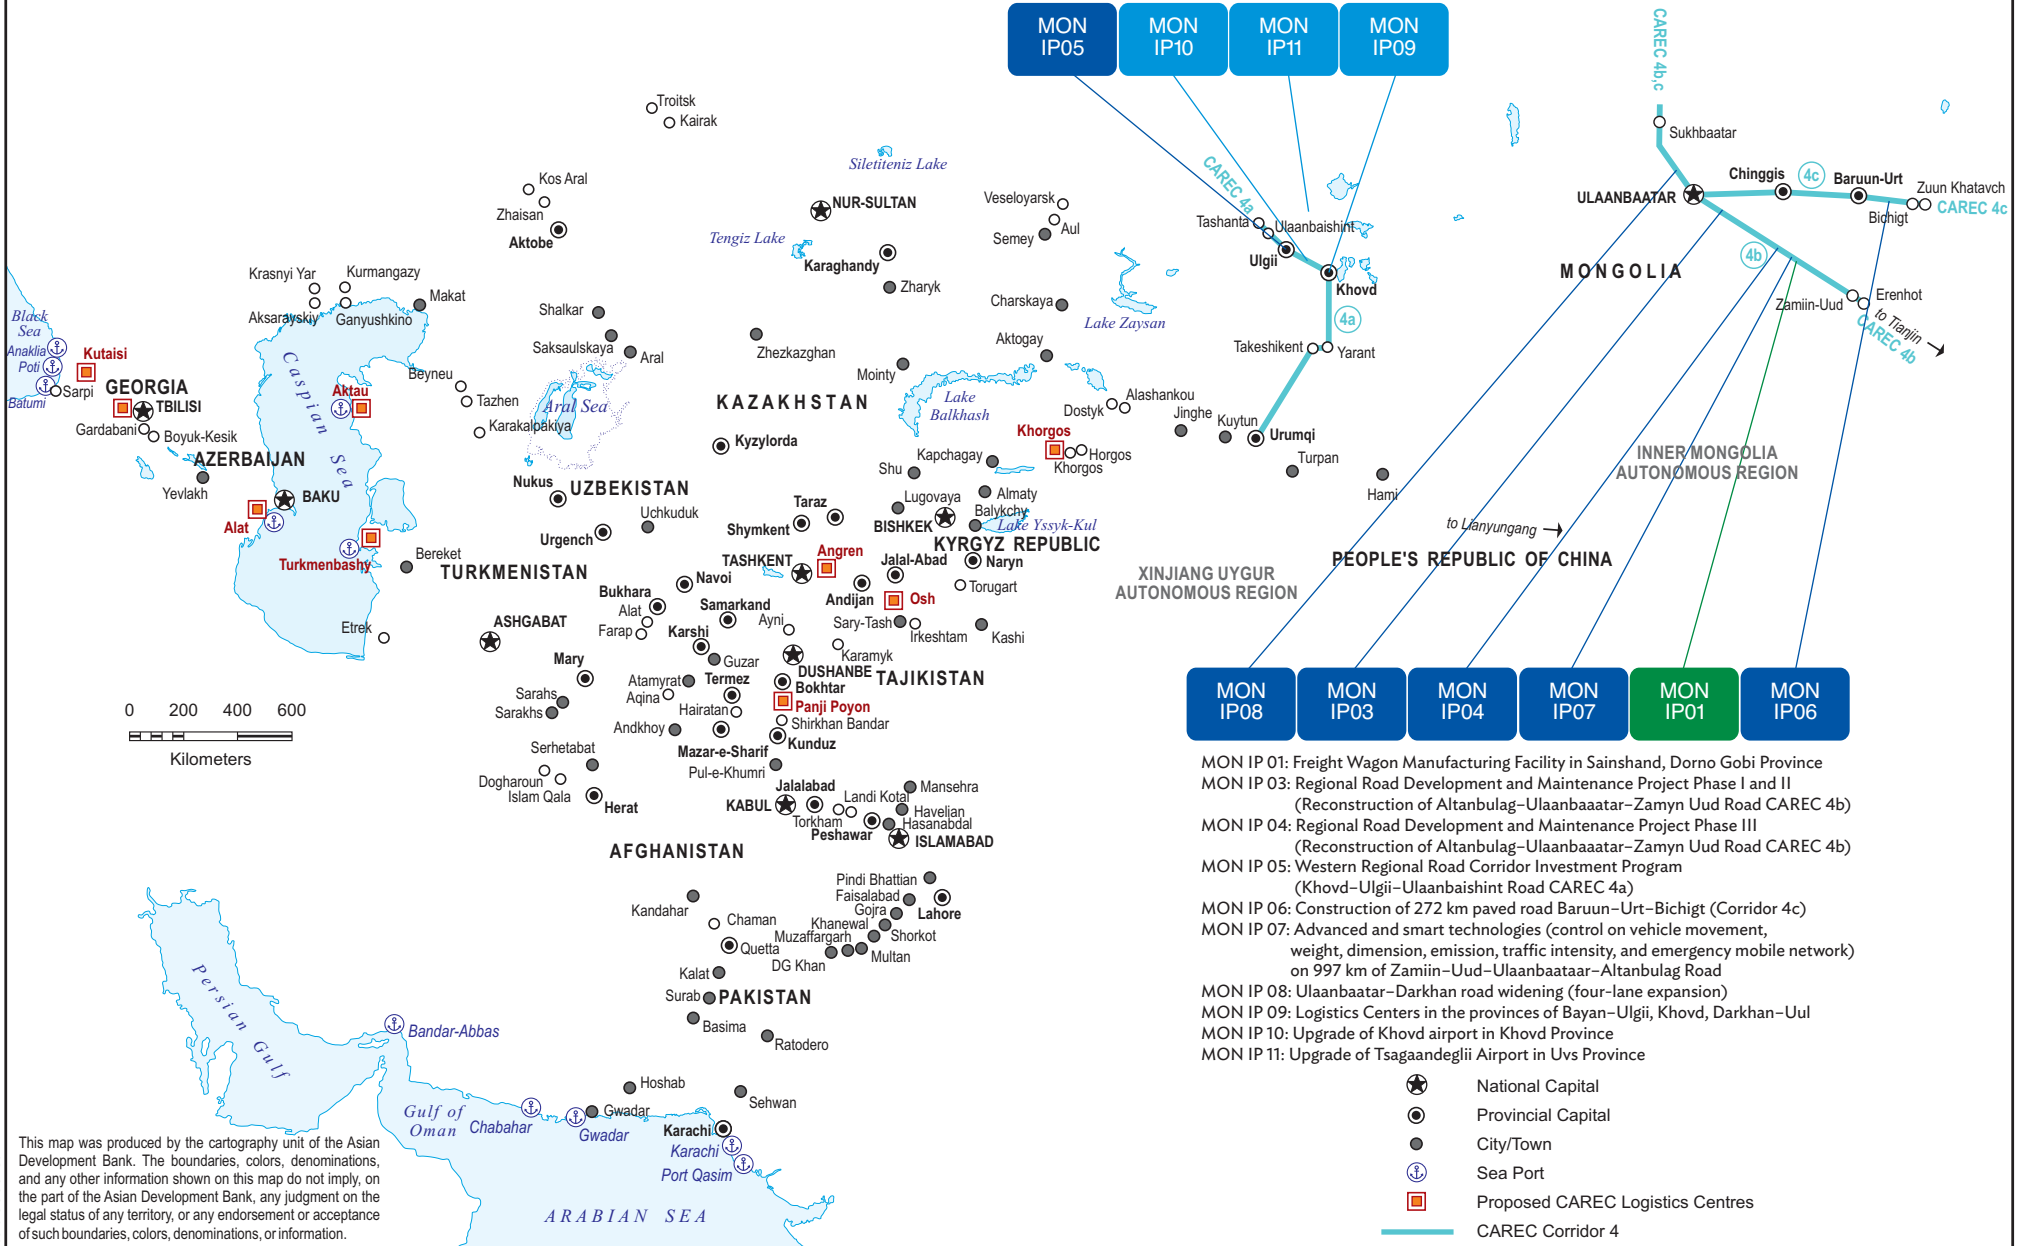 MON IP05
MON IP10
MON IP11
MON IP09
CAREC 4b,c
Troitsk
Kairak
Sukhbaatar
Siletiteniz Lake
Kos Aral
Zhaisan
Aktobe
NUR-SULTAN
Tengiz Lake
Karaghandy
Zharyk
Veseloyarsk
Aul
Semey
CAREC 4a
Tashanta
Ulaanbaishint
Ulgii
Khovd
4a
Takeshikent
Yarant
Chinggis
4c
Baruun-Urt
Zuun Khatavch
CAREC 4c
Bichigt
ULAANBAATAR
4b
MONGOLIA
Zamiin-Uud
Erenhot
to Tianjin
CAREC 4b
Krasnyi Yar
Kurmangazy
Aksarayskiy
Ganyushkino
Makat
Shalkar
Saksaulskaya
Aral
Zhezkazghan
Charskaya
Lake Zaysan
Aktogay
Mointy
Black
Sea
Anaklia
Poti
Batumi
Kutaisi
Sarpi
GEORGIA
TBILISI
Gardabani
Boyuk-Kesik
Caspian Sea
Aktau
Beyneu
Tazhen
Karakalpakiya
Aral Sea
KAZAKHSTAN
Lake
Balkhash
Alashankou
Dostyk
Jinghe
Kuytun
Urumqi
Turpan
Hami
Khorgos
Horgos
Khorgos
Kapchagay
Shu
Kyzylorda
AZERBAIJAN
Yevlakh
BAKU
Alat
Nukus
UZBEKISTAN
Uchkuduk
Urgench
Taraz
Shymkent
Lugovaya
Almaty
Balykchy
BISHKEK
Lake Yssyk-Kul
KYRGYZ REPUBLIC
INNER MONGOLIA
AUTONOMOUS REGION
to Lianyungang
PEOPLE'S REPUBLIC OF CHINA
XINJIANG UYGUR
AUTONOMOUS REGION
Turkmenbashy
Bereket
TURKMENISTAN
TASHKENT
Angren
Jalal-Abad
Naryn
Navoi
Bukhara
Andijan
Osh
Torugart
Alat
Farap
Samarkand
Ayni
Sary-Tash
Irkeshtam
Kashi
Etrek
ASHGABAT
Karshi
Guzar
Karamyk
DUSHANBE
TAJIKISTAN
Mary
Atamyrat
Aqina
Termez
Bokhtar
Panji Poyon
Sarahs
Sarakhs
Hairatan
Shirkhan Bandar
Andkhoy
Mazar-e-Sharif
Kunduz
Pul-e-Khumri
0 200 400 600
Kilometers
Serhetabat
Dogharoun
Islam Qala
Herat
Jalalabad
KABUL
Torkham
Landi Kotal
Peshawar
Mansehra
Havelian
Hasanabdal
ISLAMABAD
AFGHANISTAN
MON IP08
MON IP03
MON IP04
MON IP07
MON IP01
MON IP06
MON IP 01: Freight Wagon Manufacturing Facility in Sainshand, Dorno Gobi Province
MON IP 03: Regional Road Development and Maintenance Project Phase I and II
(Reconstruction of Altanbulag–Ulaanbaaatar–Zamyn Uud Road CAREC 4b)
MON IP 04: Regional Road Development and Maintenance Project Phase III
(Reconstruction of Altanbulag–Ulaanbaaatar–Zamyn Uud Road CAREC 4b)
MON IP 05: Western Regional Road Corridor Investment Program
(Khovd–Ulgii–Ulaanbaishint Road CAREC 4a)
MON IP 06: Construction of 272 km paved road Baruun–Urt–Bichigt (Corridor 4c)
MON IP 07: Advanced and smart technologies (control on vehicle movement,
weight, dimension, emission, traffic intensity, and emergency mobile network)
on 997 km of Zamiin–Uud–Ulaanbaataar–Altanbulag Road
MON IP 08: Ulaanbaatar–Darkhan road widening (four-lane expansion)
MON IP 09: Logistics Centers in the provinces of Bayan–Ulgii, Khovd, Darkhan–Uul
MON IP 10: Upgrade of Khovd airport in Khovd Province
MON IP 11: Upgrade of Tsagaandeglii Airport in Uvs Province
Pindi Bhattian
Faisalabad
Gojra
Lahore
Khanewal
Shorkot
Muzaffargarh
DG Khan
Multan
Kandahar
Chaman
Quetta
Kalat
Surab
PAKISTAN
Basima
Ratodero
Persian Gulf
Bandar-Abbas
Hoshab
Gwadar
Sehwan
Gulf of
Oman
Chabahar
Gwadar
Karachi
Karachi
Port Qasim
ARABIAN SEA
National Capital
Provincial Capital
City/Town
Sea Port
Proposed CAREC Logistics Centres
CAREC Corridor 4
This map was produced by the cartography unit of the Asian
Development Bank. The boundaries, colors, denominations,
and any other information shown on this map do not imply, on
the part of the Asian Development Bank, any judgment on the
legal status of any territory, or any endorsement or acceptance
of such boundaries, colors, denominations, or information.